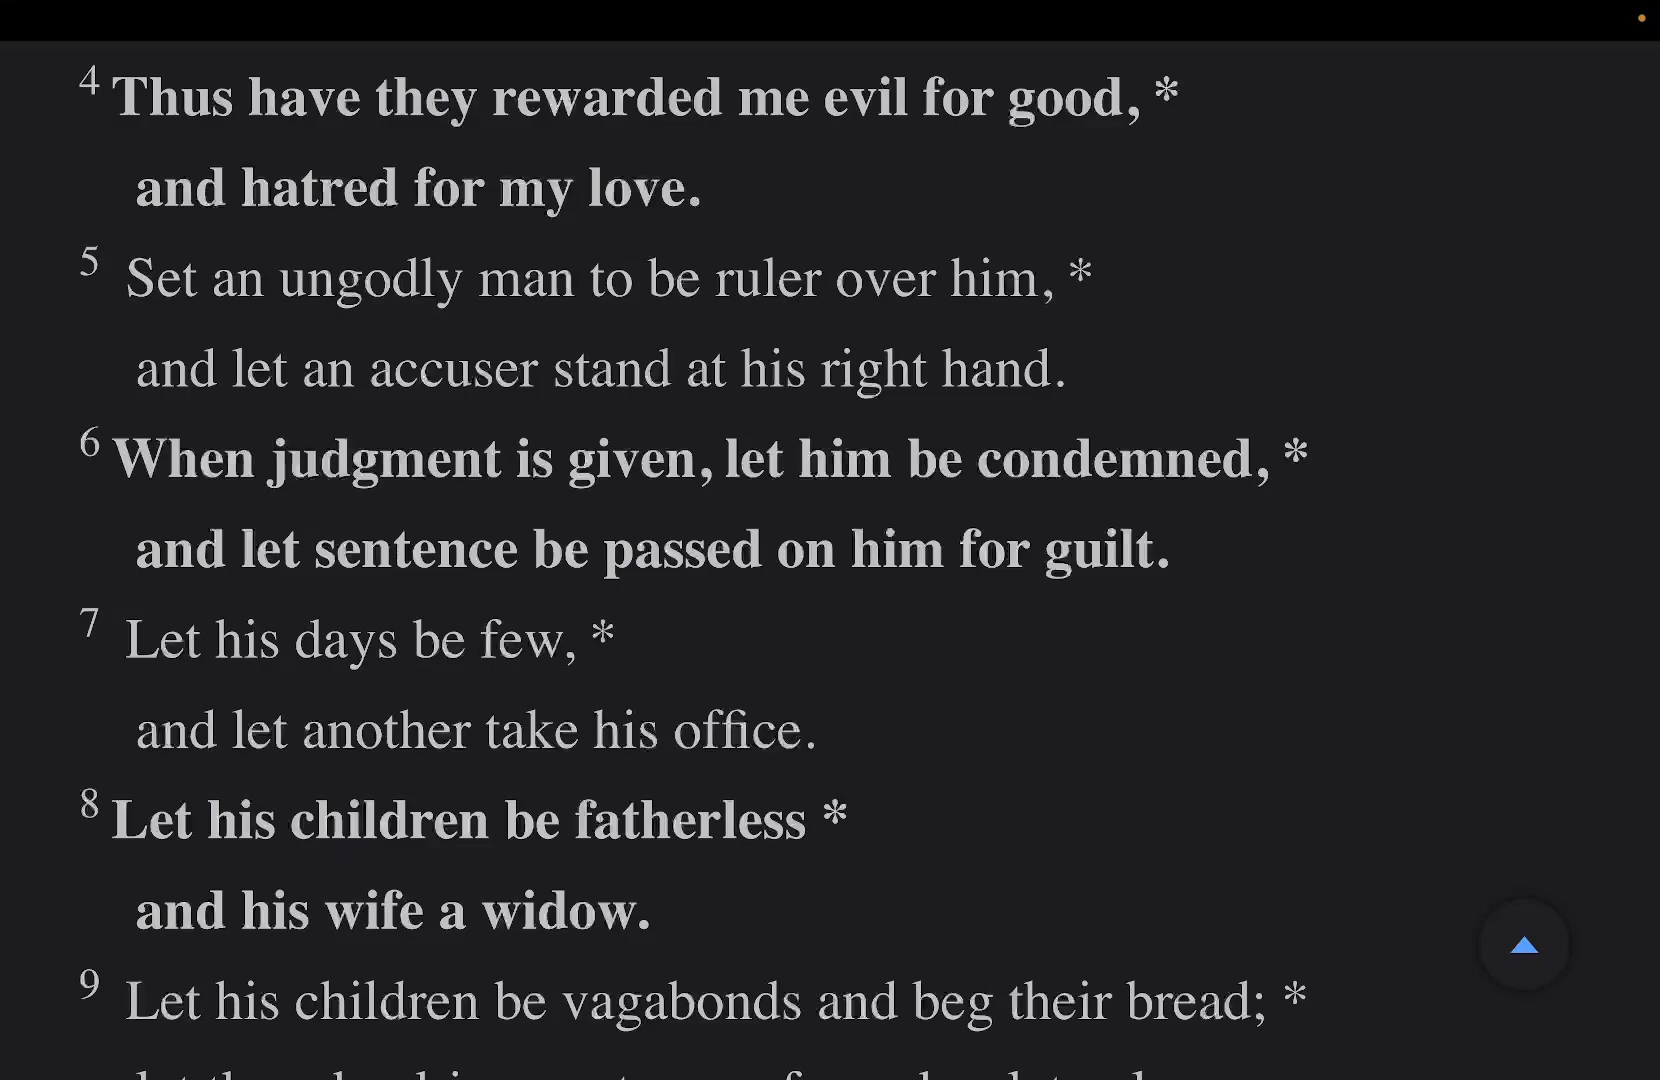 4 Thus have they rewarded me evil for good, *
and hatred for my love.
5 Set an ungodly man to be ruler over him, *
and let an accuser stand at his right hand.
6 When judgment is given, let him be condemned, *
and let sentence be passed on him for guilt.
7 Let his days be few, *
and let another take his office.
8 Let his children be fatherless *
and his wife a widow.
9 Let his children be vagabonds and beg their bread; *